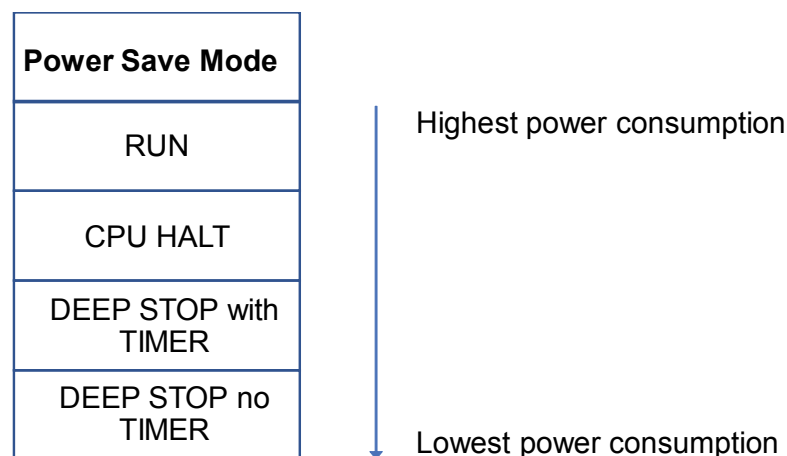 Power Save Mode
Highest power consumption
RUN
CPU HALT
DEEP STOP with
TIMER
DEEP STOP no
TIMER
Lowest power consumption